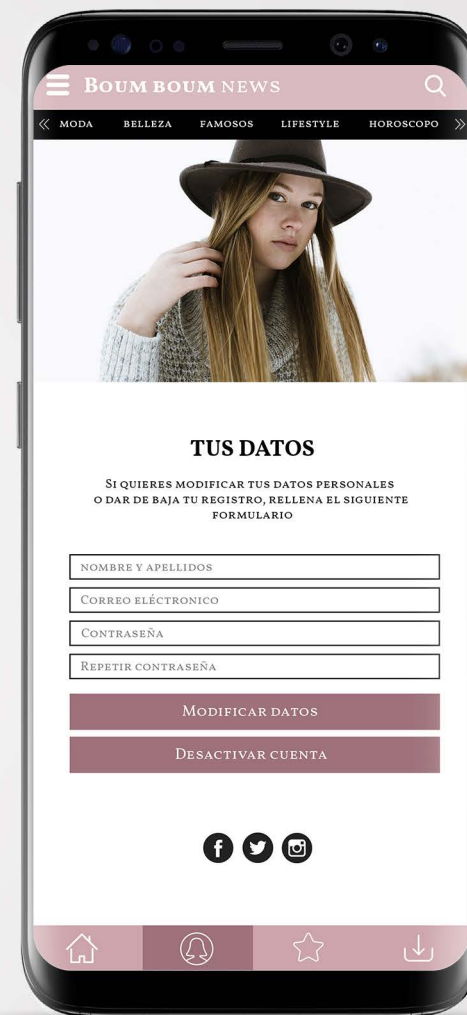 Boum boum news
MODA BELLEZA FAMOSOS LIFESTYLE HOROSCOPO
TUS DATOS
Si quieres modificar tus datos personales
o dar de baja tu registro, rellena el siguiente
formulario
nombre y apellidos
Correo eléctronico
Contraseña
Repetir contraseña
Modificar datos
Desactivar cuenta